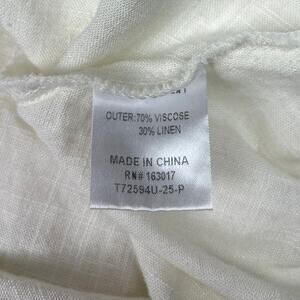 OUTER:70% VISCOSE
30% LINEN
MADE IN CHINA
RN# 163017
T72594U-25-P